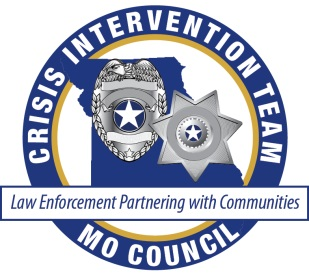 CRISIS INTERVENTION TEAM
Law Enforcement Partnering with Communities
MO COUNCIL